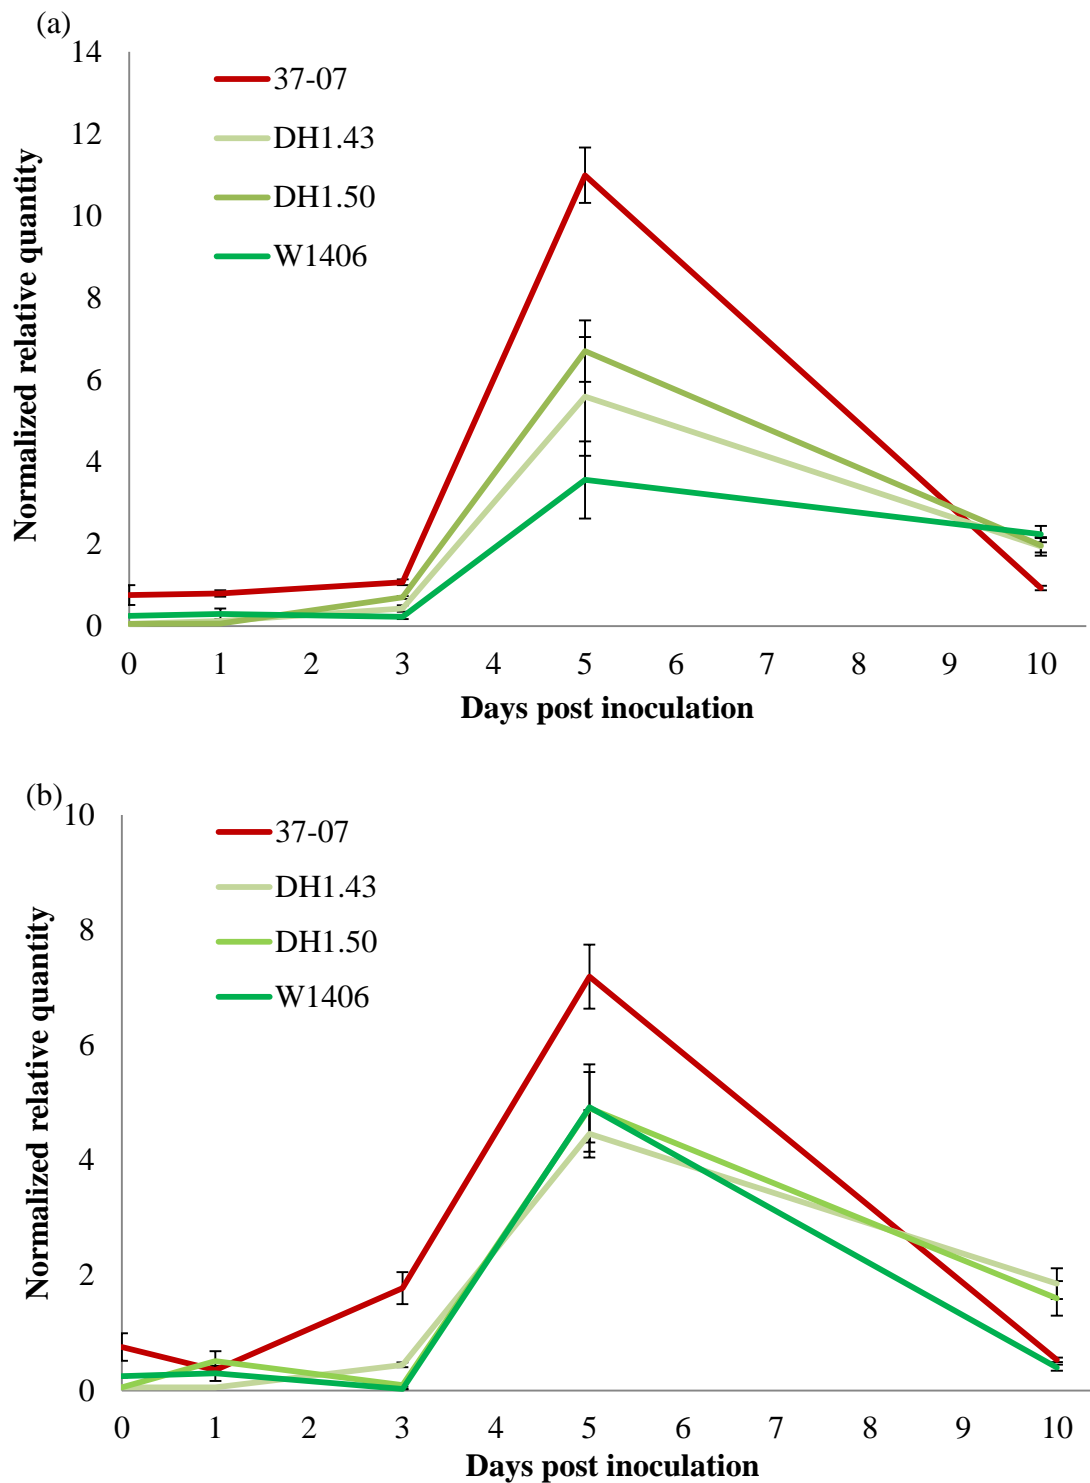 (a)
14
12
10
8
6
4
2
0
37-07
DH1.43
DH1.50
W1406
Normalized relative quantity
0 1 2 3 4 5 6 7 8 9 10
Days post inoculation
(b)
10
8
6
4
2
0
37-07
DH1.43
DH1.50
W1406
Normalized relative quantity
0 1 2 3 4 5 6 7 8 9 10
Days post inoculation